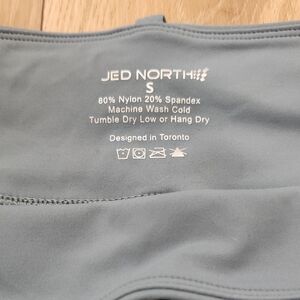 JED NORTH
S
80% Nylon 20% Spandex
Machine Wash Cold
Tumble Dry Low or Hang Dry
Designed in Toronto